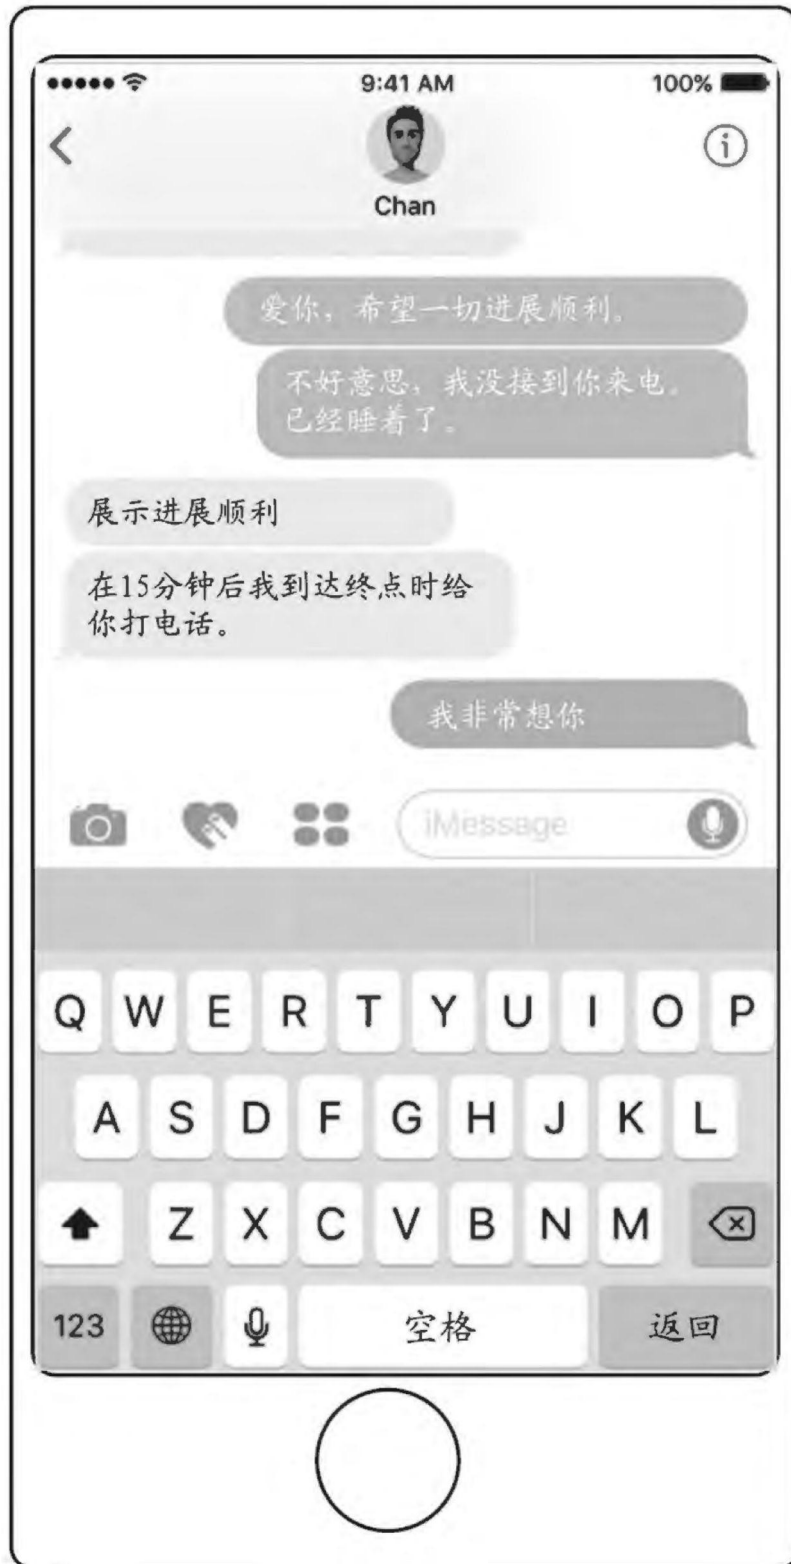 9:41 AM
100%
Chan
爱你，希望一切进展顺利。
不好意思，我没接到你来电。
已经睡着了。
展示进展顺利
在15分钟后我到达终点时给
你打电话。
我非常想你
iMessage
Q W E R T Y U I O P
A S D F G H J K L
Z X C V B N M
123
空格
返回